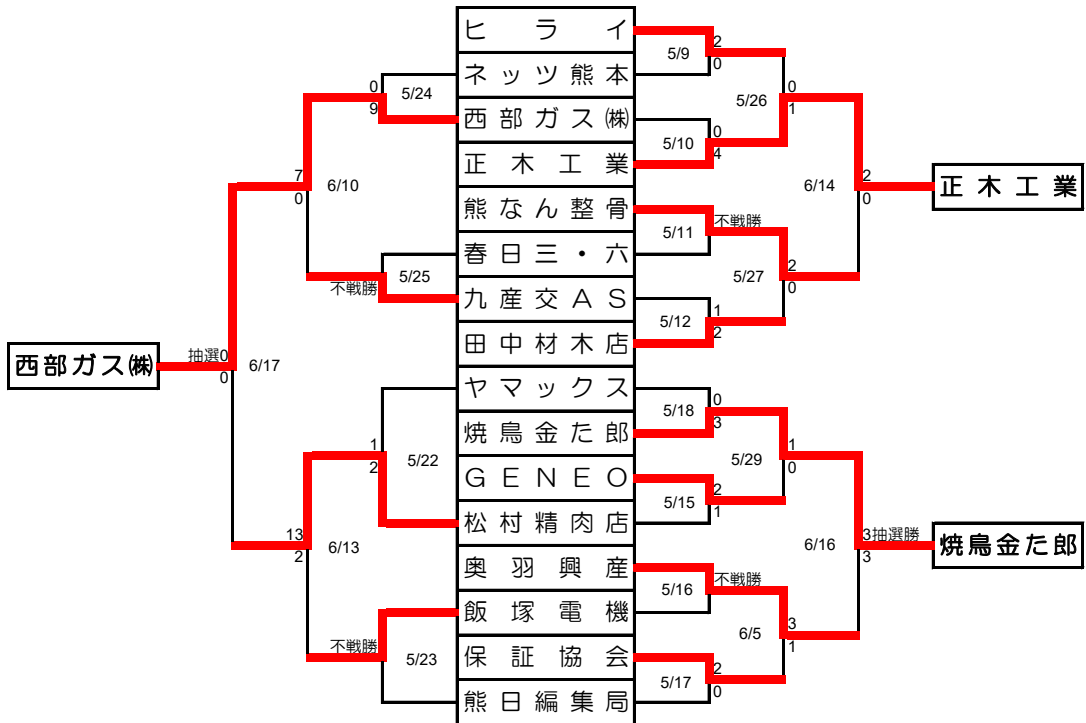 ヒライ
ネッツ熊本
西部ガス㈱
正木工業
熊なん整骨
春日三・六
九産交AS
田中材木店
ヤマックス
焼鳥金た郎
GENEO
松村精肉店
奥羽興産
飯塚電機
保証協会
熊日編集局
5/9
2
0
5/10
0
4
5/26
0
1
5/11
不戦勝
5/12
1
2
5/27
2
0
6/14
2
0
正木工業
5/18
0
3
5/15
2
1
5/29
1
0
5/16
不戦勝
5/17
2
0
6/5
3
1
6/16
3抽選勝
3
焼鳥金た郎
5/24
0
9
5/25
不戦勝
6/10
7
0
5/22
1
2
5/23
不戦勝
6/13
13
2
6/17
抽選0
0
西部ガス㈱